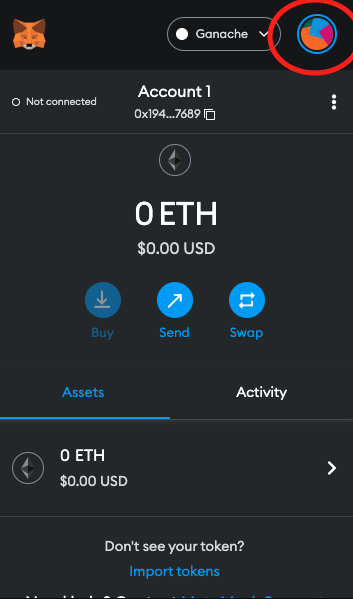 Ganache
Account 1
Not connected
0x194...7689
0 ETH
$0.00 USD
Buy
Send
Swap
Assets
Activity
0 ETH
$0.00 USD
Don't see your token?
Import tokens